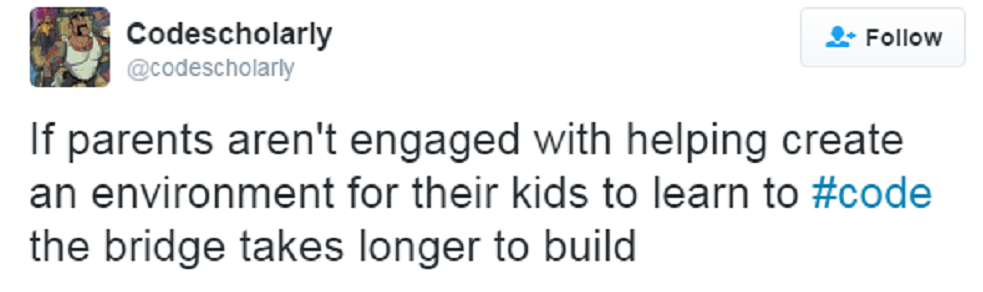 Codescholarly
@codescholarly
Follow
If parents aren't engaged with helping create
an environment for their kids to learn to #code
the bridge takes longer to build